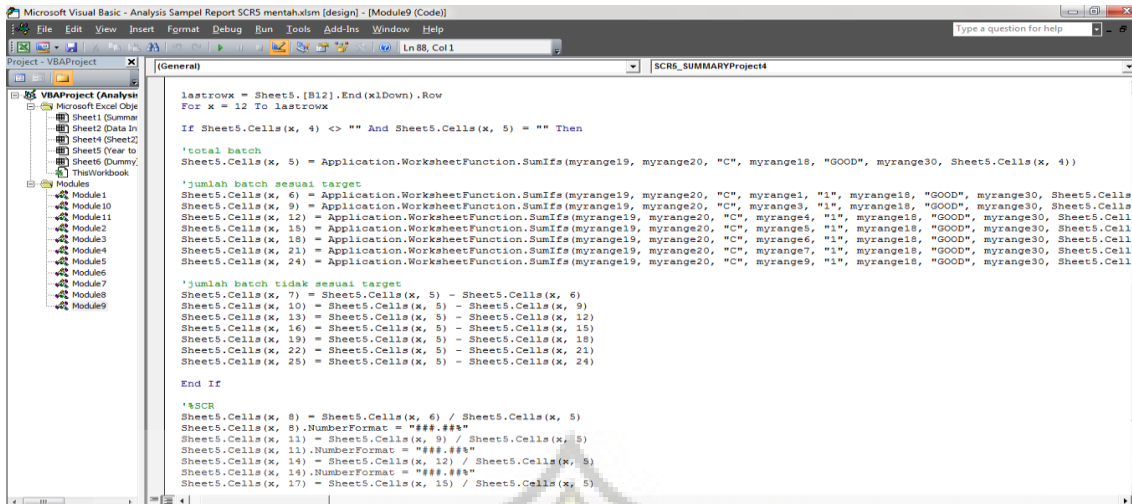 Microsoft Visual Basic - Analysis Sampel Report SCR5 mentah.xlsm [design] - [Module9 (Code)]
File Edit View Insert Format Debug Run Tools Add-Ins Window Help
Type a question for help
Ln 88, Col 1
Project - VBAProject
(General)
SCR5_SUMMARYProject4
VBAProject (Analysis
Microsoft Excel Obje
Sheet1 (Summar
Sheet2 (Data In
Sheet4 (Sheet2)
Sheet5 (Year to
Sheet6 (Dummy)
ThisWorkbook
Modules
Module1
Module10
Module11
Module2
Module3
Module4
Module5
Module6
Module7
Module8
Module9
lastrowx = Sheet5.[B12].End(xlDown).Row
For x = 12 To lastrowx
If Sheet5.Cells(x, 4) <> "" And Sheet5.Cells(x, 5) = "" Then
'total batch
Sheet5.Cells(x, 5) = Application.WorksheetFunction.SumIfs(myrange19, myrange20, "C", myrange18, "GOOD", myrange30, Sheet5.Cells(x, 4))
'jumlah batch sesuai target
Sheet5.Cells(x, 6) = Application.WorksheetFunction.SumIfs(myrange19, myrange20, "C", myrange1, "1", myrange18, "GOOD", myrange30, Sheet5.Cells
Sheet5.Cells(x, 9) = Application.WorksheetFunction.SumIfs(myrange19, myrange20, "C", myrange3, "1", myrange18, "GOOD", myrange30, Sheet5.Cells
Sheet5.Cells(x, 12) = Application.WorksheetFunction.SumIfs(myrange19, myrange20, "C", myrange4, "1", myrange18, "GOOD", myrange30, Sheet5.Cell
Sheet5.Cells(x, 15) = Application.WorksheetFunction.SumIfs(myrange19, myrange20, "C", myrange5, "1", myrange18, "GOOD", myrange30, Sheet5.Cell
Sheet5.Cells(x, 18) = Application.WorksheetFunction.SumIfs(myrange19, myrange20, "C", myrange6, "1", myrange18, "GOOD", myrange30, Sheet5.Cell
Sheet5.Cells(x, 21) = Application.WorksheetFunction.SumIfs(myrange19, myrange20, "C", myrange7, "1", myrange18, "GOOD", myrange30, Sheet5.Cell
Sheet5.Cells(x, 24) = Application.WorksheetFunction.SumIfs(myrange19, myrange20, "C", myrange9, "1", myrange18, "GOOD", myrange30, Sheet5.Cell
'jumlah batch tidak sesuai target
Sheet5.Cells(x, 7) = Sheet5.Cells(x, 5) - Sheet5.Cells(x, 6)
Sheet5.Cells(x, 10) = Sheet5.Cells(x, 5) - Sheet5.Cells(x, 9)
Sheet5.Cells(x, 13) = Sheet5.Cells(x, 5) - Sheet5.Cells(x, 12)
Sheet5.Cells(x, 16) = Sheet5.Cells(x, 5) - Sheet5.Cells(x, 15)
Sheet5.Cells(x, 19) = Sheet5.Cells(x, 5) - Sheet5.Cells(x, 18)
Sheet5.Cells(x, 22) = Sheet5.Cells(x, 5) - Sheet5.Cells(x, 21)
Sheet5.Cells(x, 25) = Sheet5.Cells(x, 5) - Sheet5.Cells(x, 24)
End If
'%SCR
Sheet5.Cells(x, 8) = Sheet5.Cells(x, 6) / Sheet5.Cells(x, 5)
Sheet5.Cells(x, 8).NumberFormat = "###.##%"
Sheet5.Cells(x, 11) = Sheet5.Cells(x, 9) / Sheet5.Cells(x, 5)
Sheet5.Cells(x, 11).NumberFormat = "###.##%"
Sheet5.Cells(x, 14) = Sheet5.Cells(x, 12) / Sheet5.Cells(x, 5)
Sheet5.Cells(x, 14).NumberFormat = "###.##%"
Sheet5.Cells(x, 17) = Sheet5.Cells(x, 15) / Sheet5.Cells(x, 5)